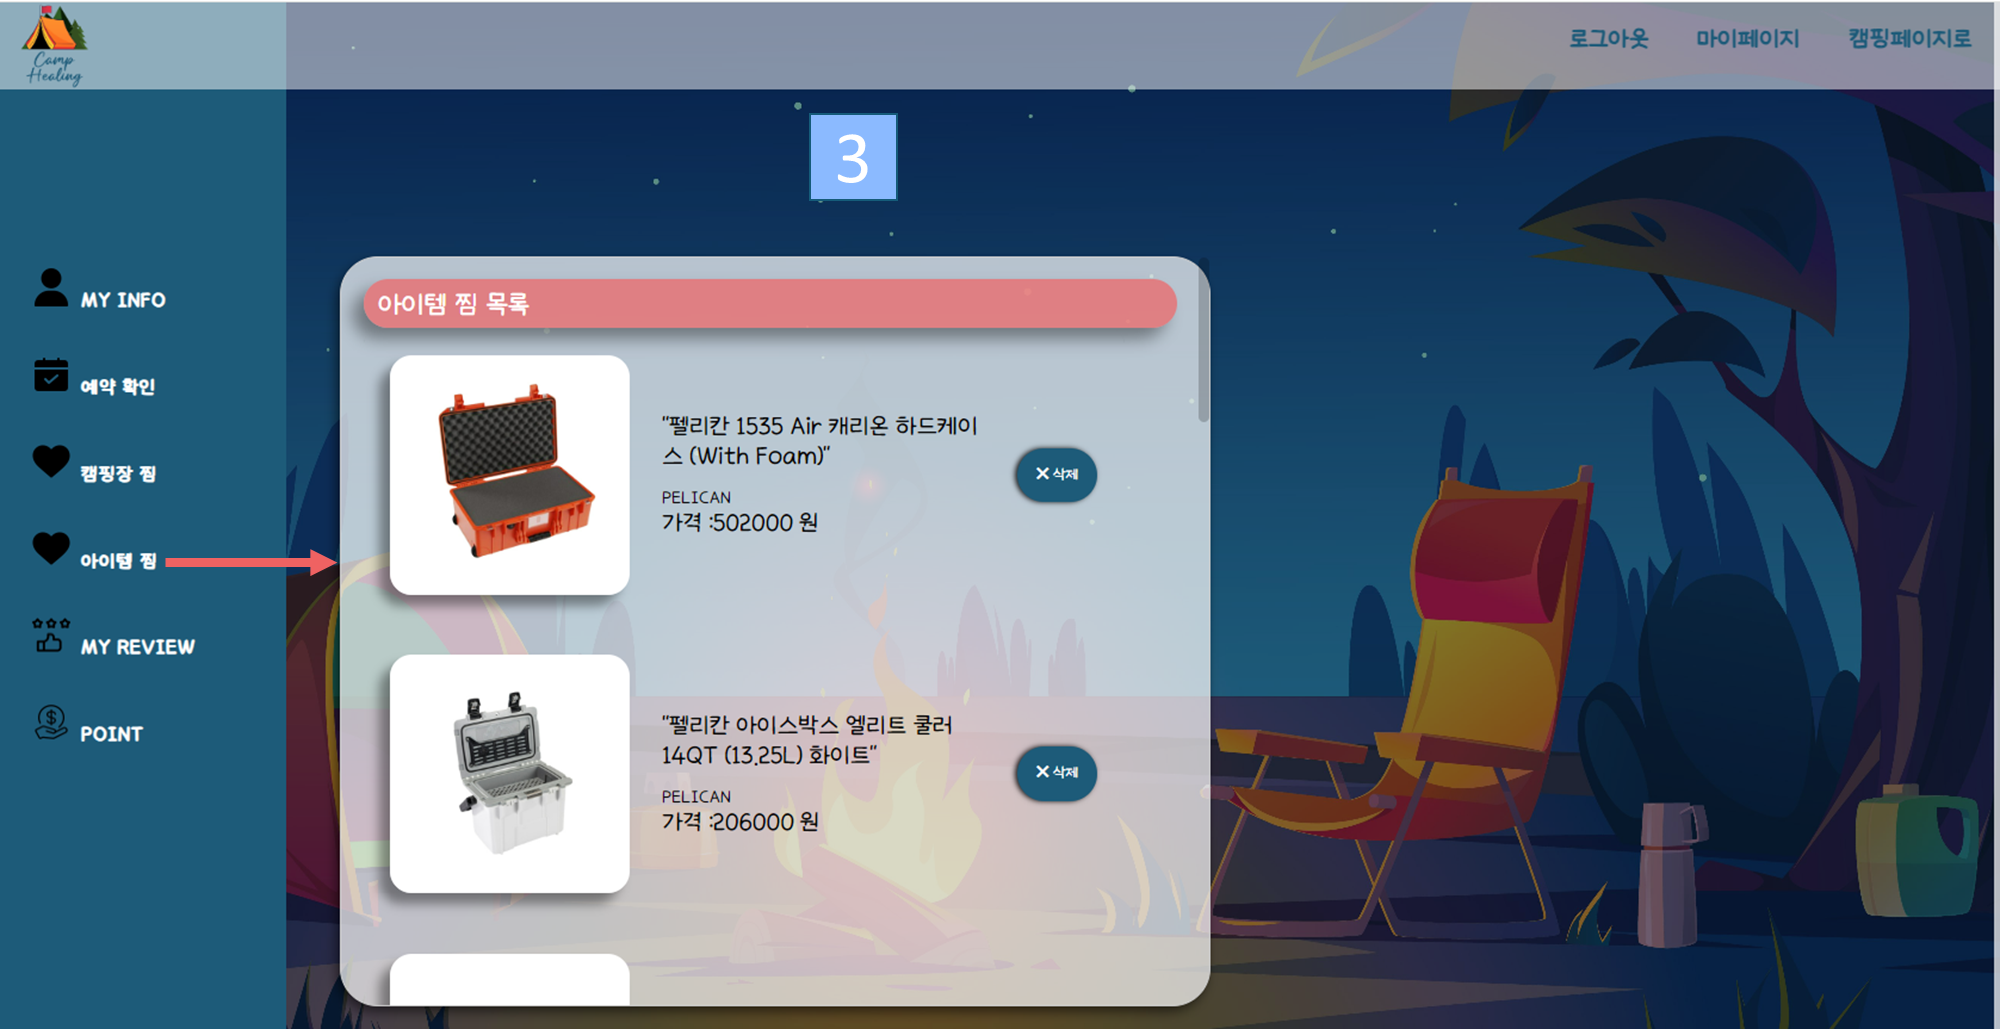 Camp
Healing
로그아웃 마이페이지 캠핑페이지로
3
MY INFO
예약 확인
캠핑장 찜
아이템 찜
MY REVIEW
POINT
아이템 찜 목록
"펠리칸 1535 Air 캐리온 하드케이
스 (With Foam)"
PELICAN
가격 :502000 원
✕ 삭제
"펠리칸 아이스박스 엘리트 쿨러
14QT (13.25L) 화이트"
PELICAN
가격 :206000 원
✕ 삭제